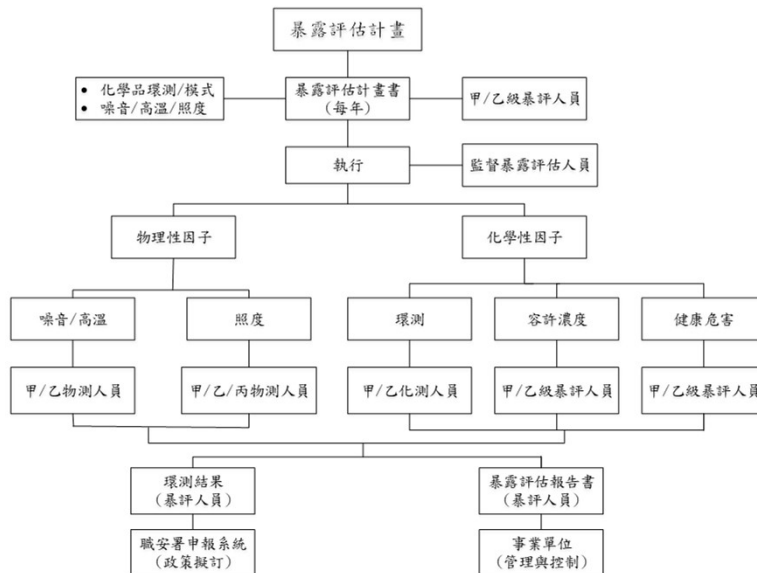 暴露評估計畫
• 化學品環測/模式
• 噪音/高溫/照度
暴露評估計畫書
(每年)
甲/乙級暴評人員
執行
監督暴露評估人員
物理性因子
化學性因子
噪音/高溫
照度
環測
容許濃度
健康危害
甲/乙物測人員
甲/乙/丙物測人員
甲/乙化測人員
甲/乙級暴評人員
甲/乙級暴評人員
環測結果
(暴評人員)
暴露評估報告書
(暴評人員)
職安署申報系統
(政策擬訂)
事業單位
(管理與控制)